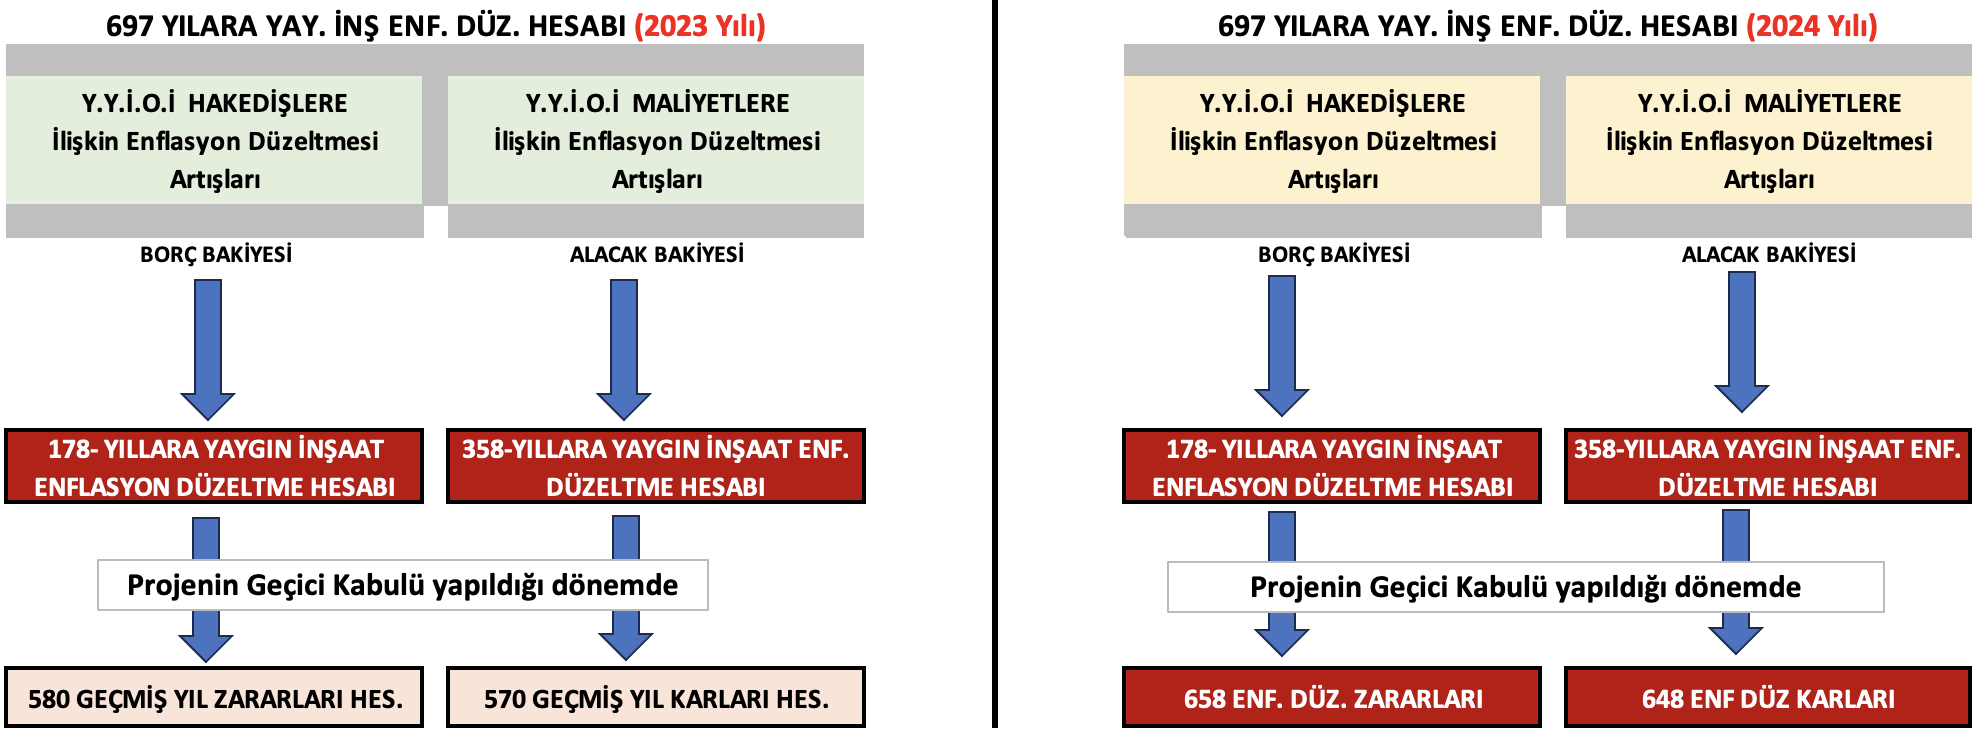 697 YILARA YAY. İNŞ ENF. DÜZ. HESABI (2023 Yılı)
Y.Y.İ.O.İ HAKEDİŞLERE
İlişkin Enflasyon Düzeltmesi
Artışları
Y.Y.İ.O.İ MALİYETLERE
İlişkin Enflasyon Düzeltmesi
Artışları
BORÇ BAKİYESİ
ALACAK BAKİYESİ
178- YILLARA YAYGIN İNŞAAT
ENFLASYON DÜZELTME HESABI
358-YILLARA YAYGIN İNŞAAT ENF.
DÜZELTME HESABI
Projenin Geçici Kabulü yapıldığı dönemde
580 GEÇMİŞ YIL ZARARLARI HES.
570 GEÇMİŞ YIL KARLARI HES.
697 YILARA YAY. İNŞ ENF. DÜZ. HESABI (2024 Yılı)
Y.Y.İ.O.İ HAKEDİŞLERE
İlişkin Enflasyon Düzeltmesi
Artışları
Y.Y.İ.O.İ MALİYETLERE
İlişkin Enflasyon Düzeltmesi
Artışları
BORÇ BAKİYESİ
ALACAK BAKİYESİ
178- YILLARA YAYGIN İNŞAAT
ENFLASYON DÜZELTME HESABI
358-YILLARA YAYGIN İNŞAAT ENF.
DÜZELTME HESABI
Projenin Geçici Kabulü yapıldığı dönemde
658 ENF. DÜZ. ZARARLARI
648 ENF DÜZ KARLARI